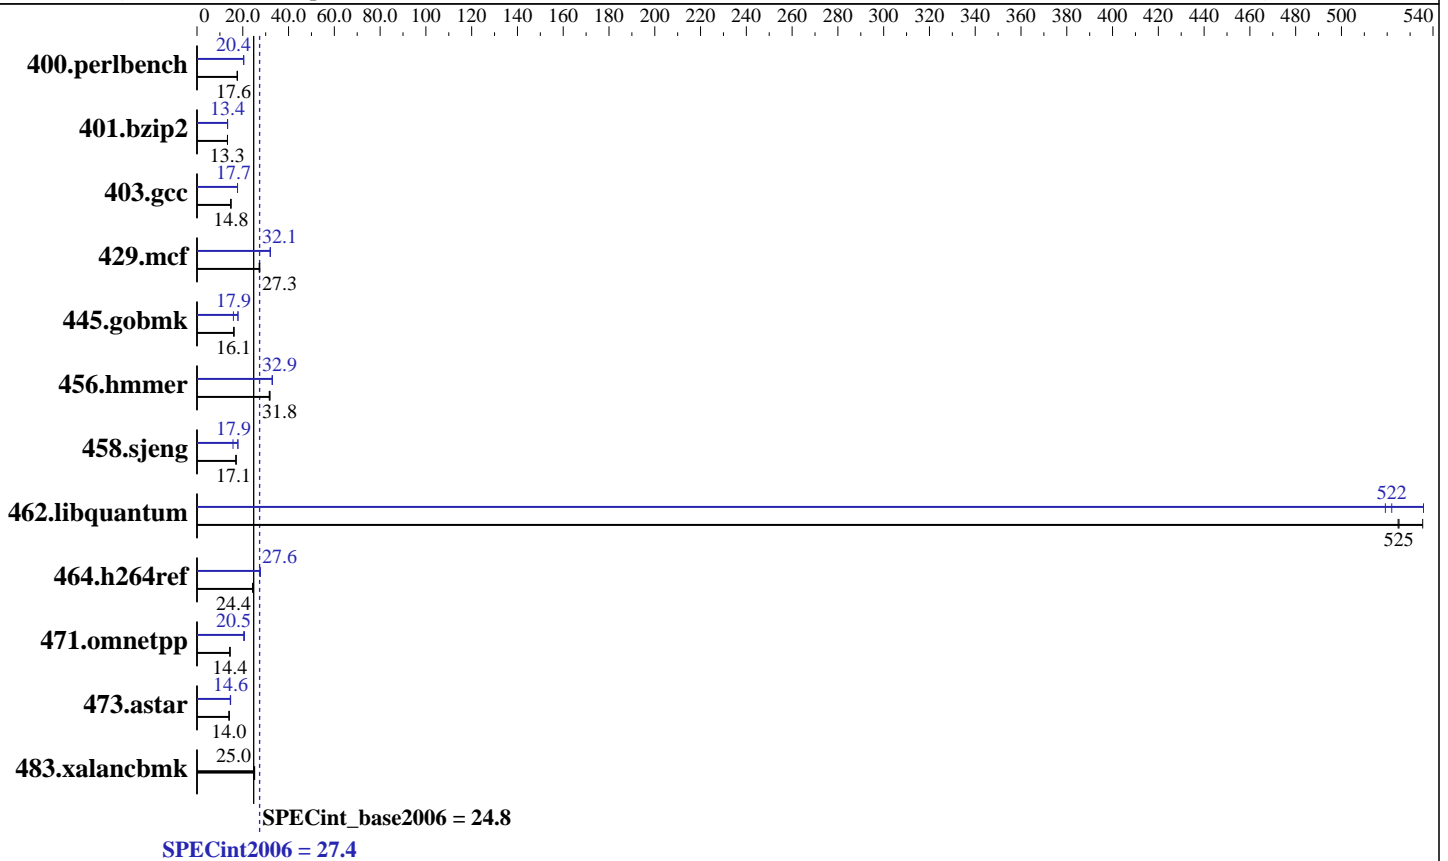 0 20.0 40.0 60.0 80.0 100 120 140 160 180 200 220 240 260 280 300 320 340 360 380 400 420 440 460 480 500 540
20.4
400.perlbench
17.6
13.4
401.bzip2
13.3
17.7
403.gcc
14.8
32.1
429.mcf
27.3
17.9
445.gobmk
16.1
32.9
456.hmmer
31.8
17.9
458.sjeng
17.1
522
462.libquantum
525
27.6
464.h264ref
24.4
20.5
471.omnetpp
14.4
14.6
473.astar
14.0
25.0
483.xalancbmk
SPECint_base2006 = 24.8
SPECint2006 = 27.4